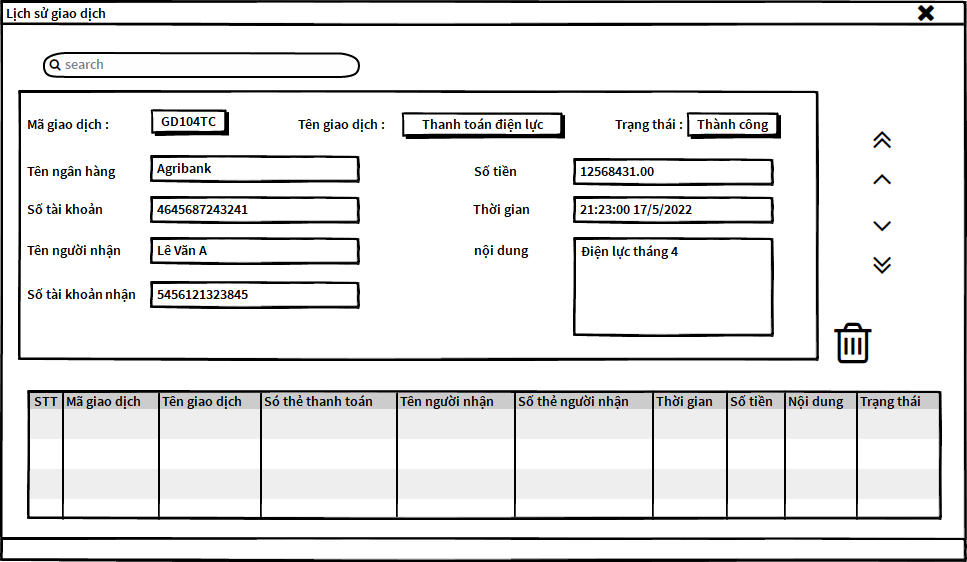 Lịch sử giao dịch
search
Mã giao dịch : GD104TC Tên giao dịch : Thanh toán điện lực Trạng thái : Thành công
Tên ngân hàng Agribank Số tiền 12568431.00
Số tài khoản 4645687243241 Thời gian 21:23:00 17/5/2022
Tên người nhận Lê Văn A nội dung Điện lực tháng 4
Số tài khoản nhận 5456121323845
STT Mã giao dịch Tên giao dịch Só thẻ thanh toán Tên người nhận Số thẻ người nhận Thời gian Số tiền Nội dung Trạng thái